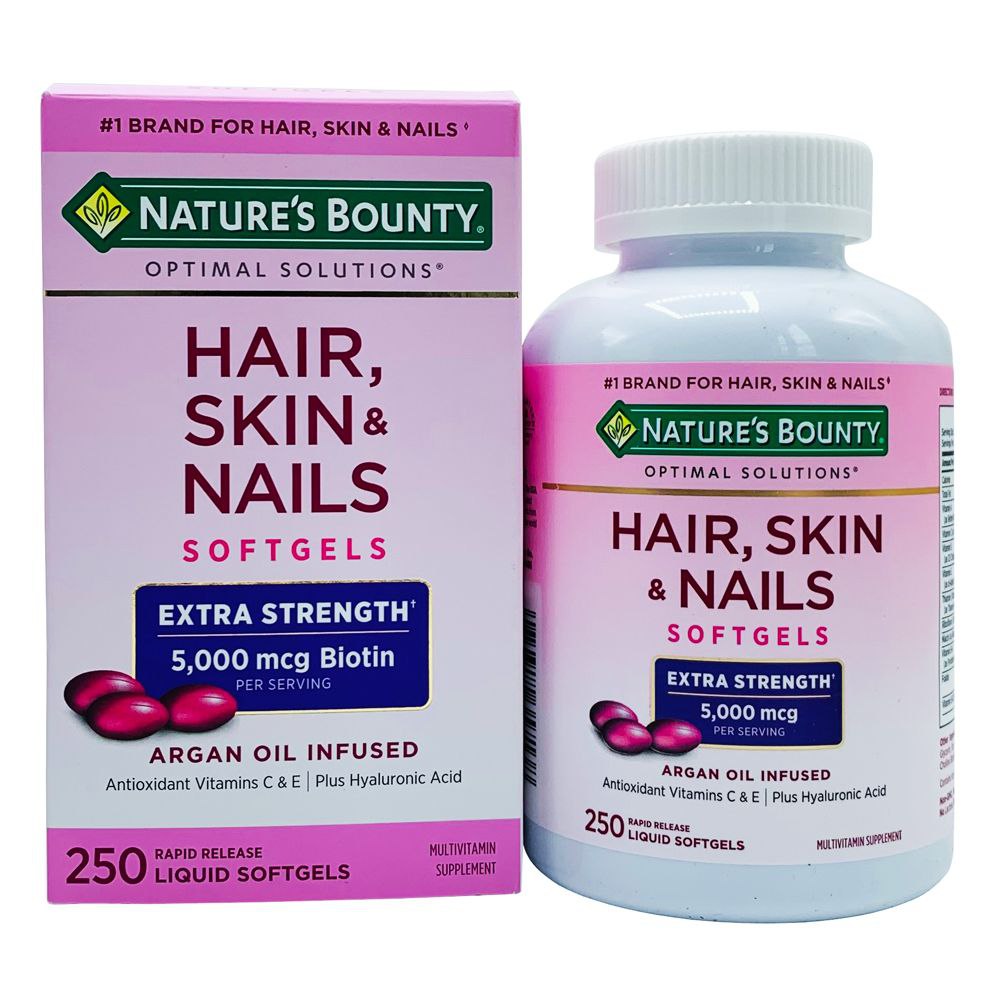 #1 BRAND FOR HAIR, SKIN & NAILS ◊
NATURE'S BOUNTY®
OPTIMAL SOLUTIONS®
HAIR,
SKIN &
NAILS
SOFTGELS
EXTRA STRENGTH†
5,000 mcg Biotin
PER SERVING
ARGAN OIL INFUSED
Antioxidant Vitamins C & E | Plus Hyaluronic Acid
250 RAPID RELEASE
LIQUID SOFTGELS
MULTIVITAMIN
SUPPLEMENT
#1 BRAND FOR HAIR, SKIN & NAILS◊
NATURE'S BOUNTY®
OPTIMAL SOLUTIONS®
HAIR, SKIN
& NAILS
SOFTGELS
EXTRA STRENGTH†
5,000 mcg
PER SERVING
ARGAN OIL INFUSED
Antioxidant Vitamins C & E | Plus Hyaluronic Acid
250 RAPID RELEASE
LIQUID SOFTGELS
MULTIVITAMIN SUPPLEMENT